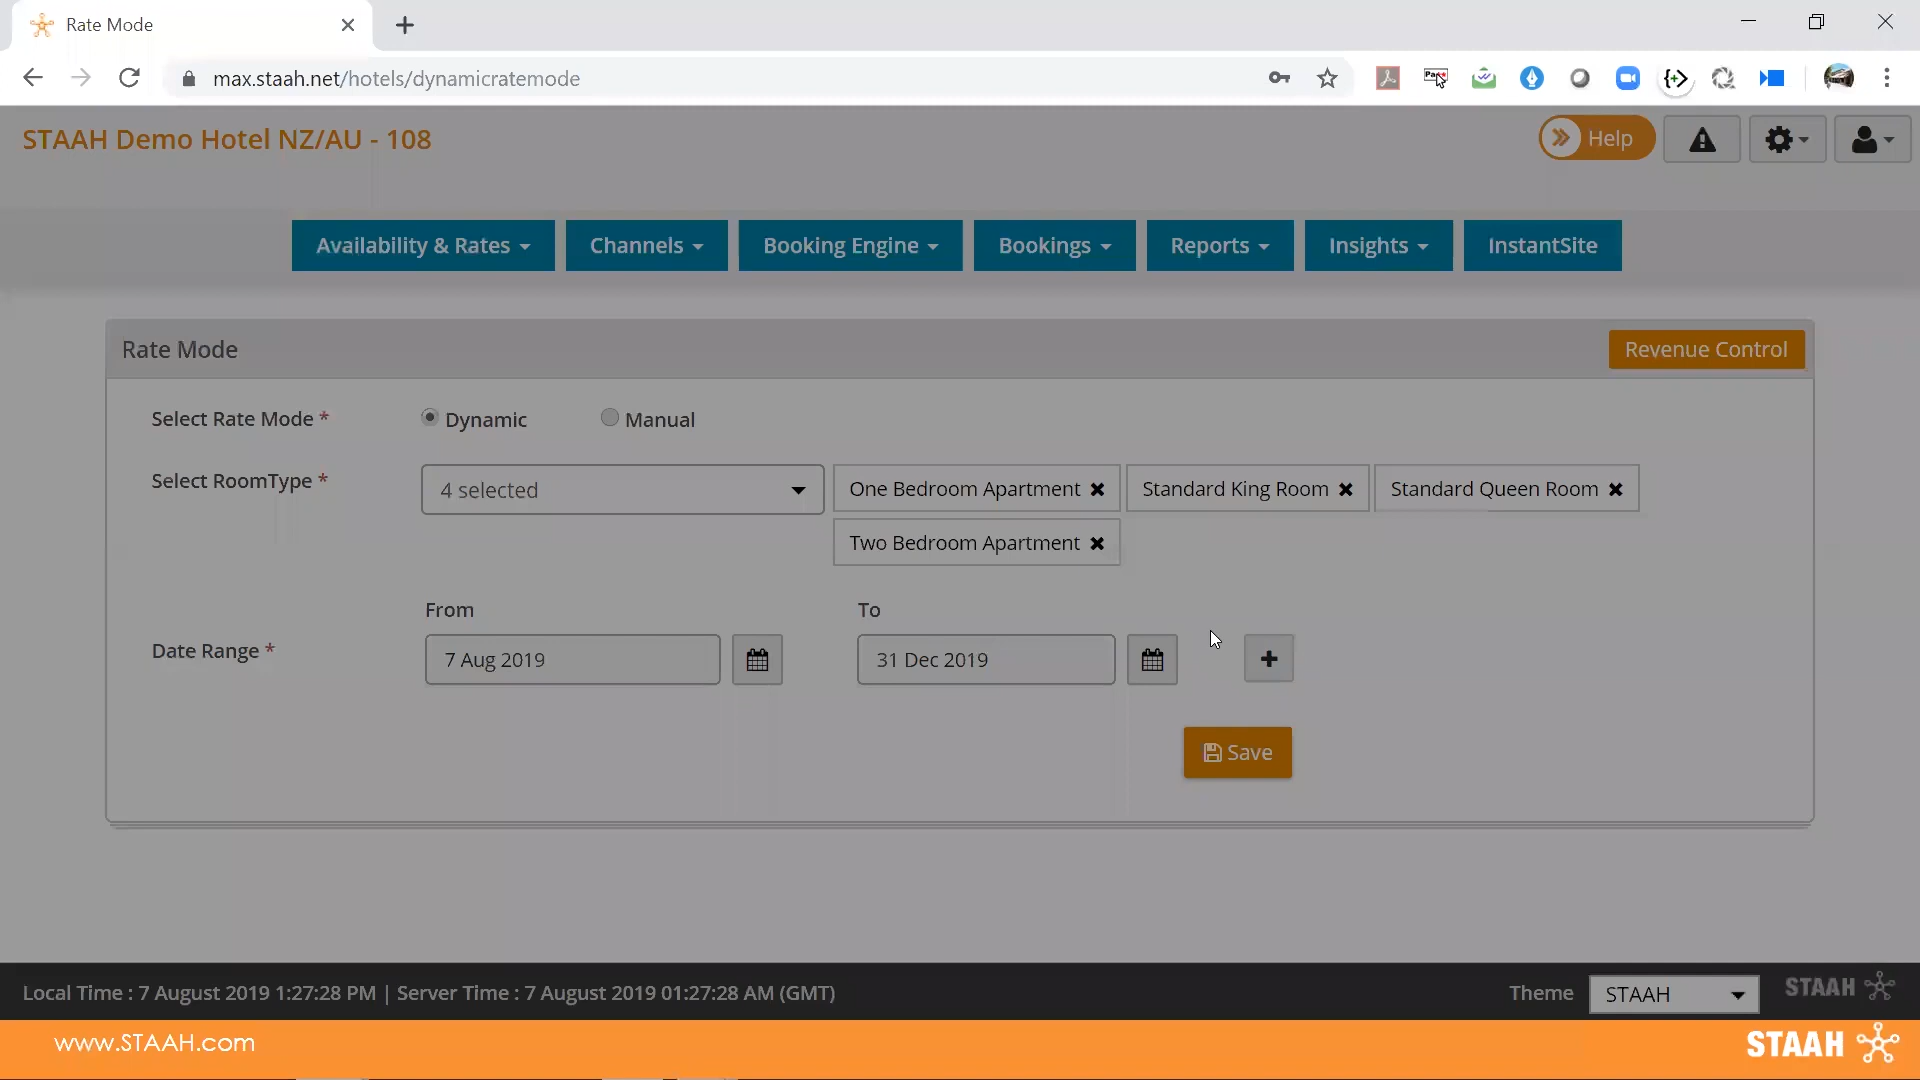 Rate Mode
max.staah.net/hotels/dynamicratemode
STAAH Demo Hotel NZ/AU - 108
Help
Availability & Rates
Channels
Booking Engine
Bookings
Reports
Insights
InstantSite
Rate Mode
Revenue Control
Select Rate Mode *
Dynamic
Manual
Select RoomType *
4 selected
One Bedroom Apartment
Standard King Room
Standard Queen Room
Two Bedroom Apartment
From
To
Date Range *
7 Aug 2019
31 Dec 2019
Save
Local Time : 7 August 2019 1:27:28 PM | Server Time : 7 August 2019 01:27:28 AM (GMT)
Theme
STAAH
STAAH
www.STAAH.com
STAAH